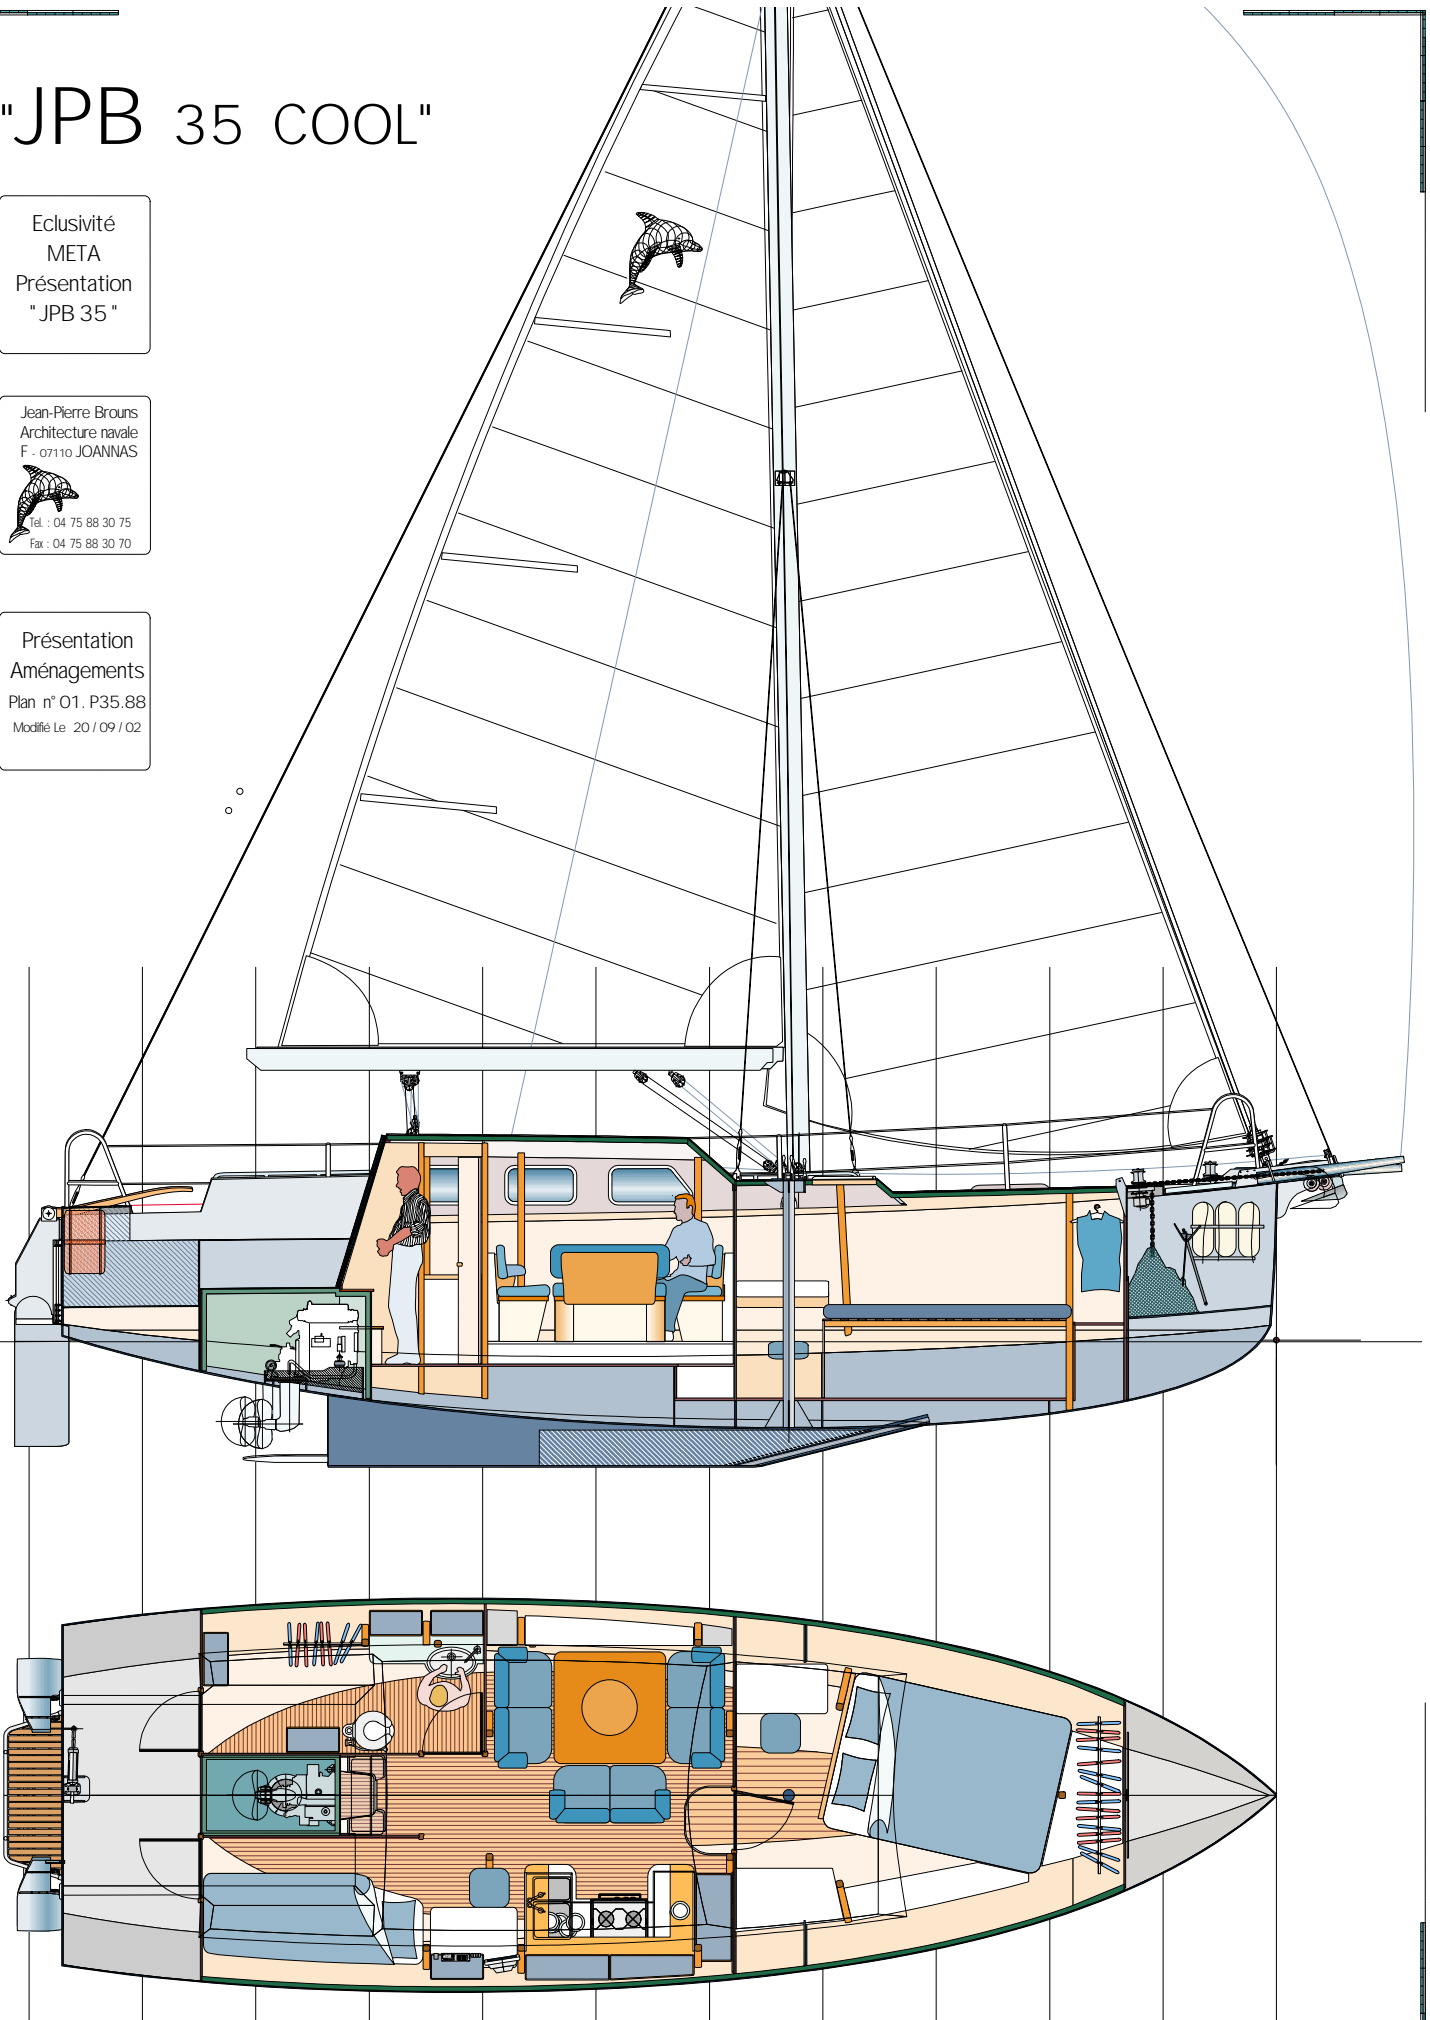 "JPB 35 COOL"
Eclusivité
META
Présentation
"JPB 35"
Jean-Pierre Brouns
Architecture navale
F - 07110 JOANNAS
Tel. : 04 75 88 30 75
Fax : 04 75 88 30 70
Présentation
Aménagements
Plan n° 01. P35.88
Modifié Le 20 / 09 / 02